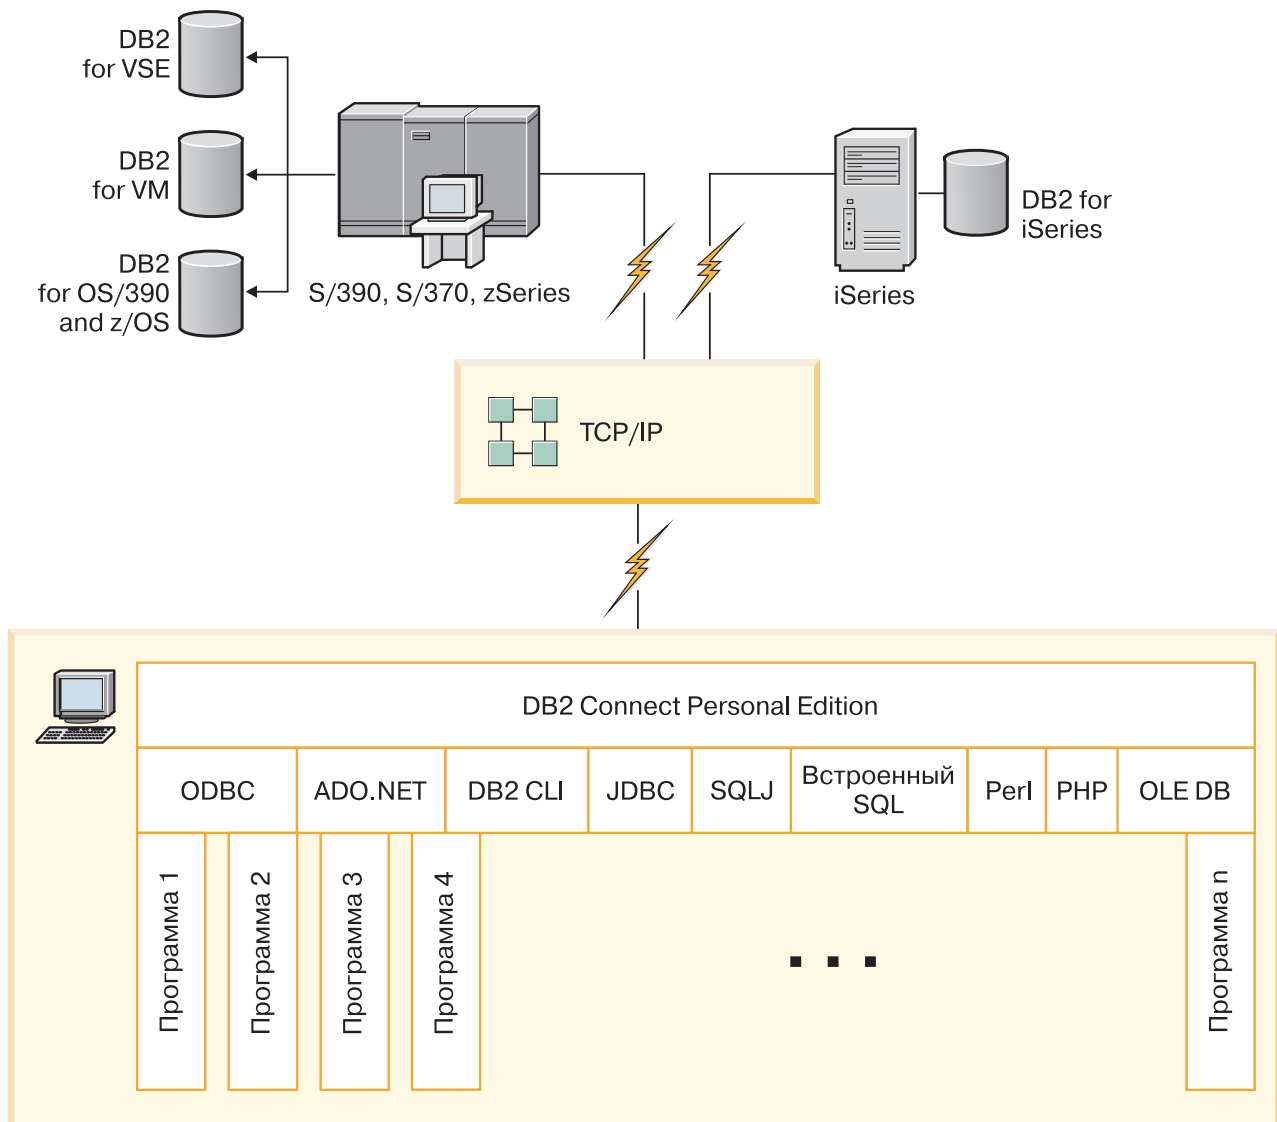 DB2
for VSE
DB2
for VM
DB2
for OS/390
and z/OS
S/390, S/370, zSeries
iSeries
DB2 for
iSeries
TCP/IP
DB2 Connect Personal Edition
ODBC
ADO.NET
DB2 CLI
JDBC
SQLJ
Встроенный
SQL
Perl
PHP
OLE DB
Программа 1
Программа 2
Программа 3
Программа 4
...
Программа n